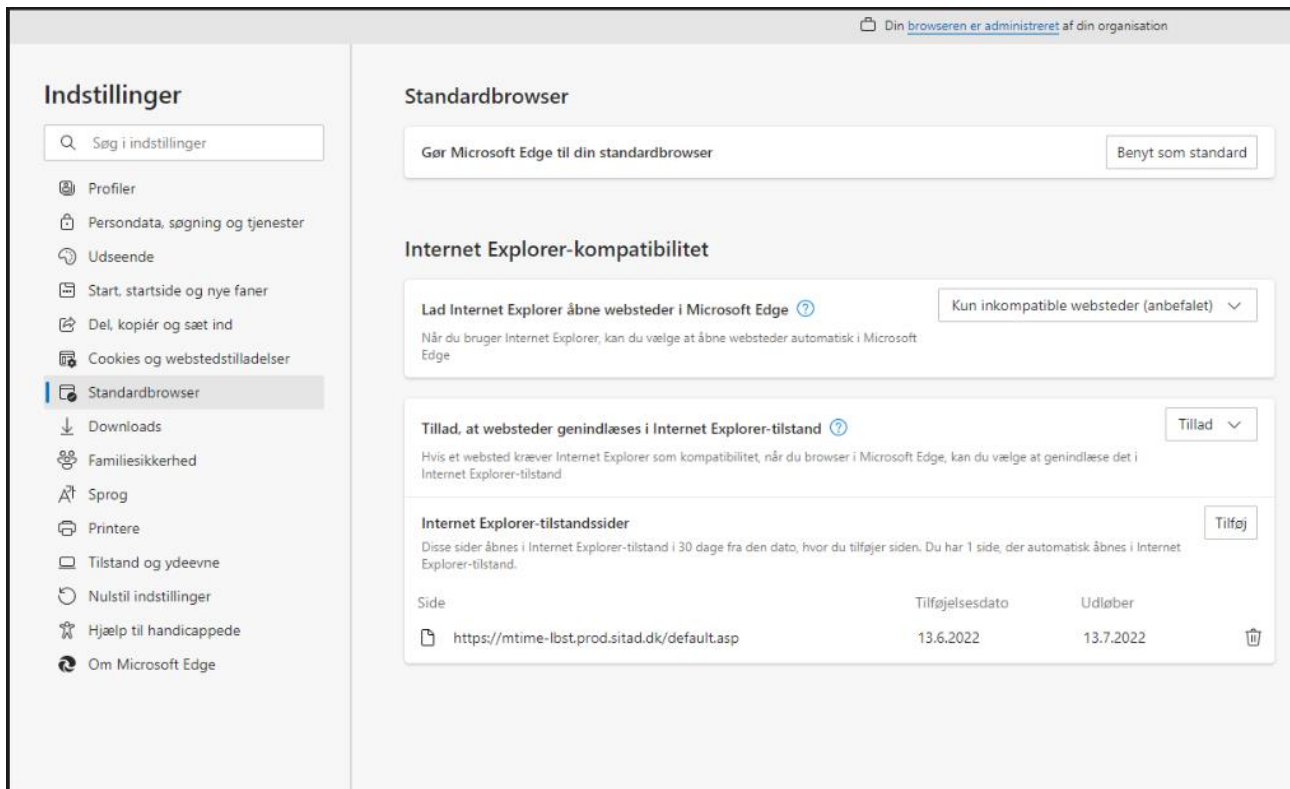 Din browseren er administreret af din organisation
Indstillinger
Søg i indstillinger
Profiler
Persondata, søgning og tjenester
Udseende
Start, startside og nye faner
Del, kopiér og sæt ind
Cookies og webstedstilladelser
Standardbrowser
Downloads
Familiesikkerhed
Sprog
Printere
Tilstand og ydeevne
Nulstil indstillinger
Hjælp til handicappede
Om Microsoft Edge
Standardbrowser
Gør Microsoft Edge til din standardbrowser
Benyt som standard
Internet Explorer-kompatibilitet
Lad Internet Explorer åbne websteder i Microsoft Edge
Kun inkompatible websteder (anbefalet)
Når du bruger Internet Explorer, kan du vælge at åbne websteder automatisk i Microsoft
Edge
Tillad, at websteder genindlæses i Internet Explorer-tilstand
Tillad
Hvis et websted kræver Internet Explorer som kompatibilitet, når du browser i Microsoft Edge, kan du vælge at genindlæse det i
Internet Explorer-tilstand
Internet Explorer-tilstandssider
Tilføj
Disse sider åbnes i Internet Explorer-tilstand i 30 dage fra den dato, hvor du tilføjer siden. Du har 1 side, der automatisk åbnes i Internet
Explorer-tilstand.
Side Tilføjelsesdato Udløber
https://mtime-lbst.prod.sitad.dk/default.asp 13.6.2022 13.7.2022